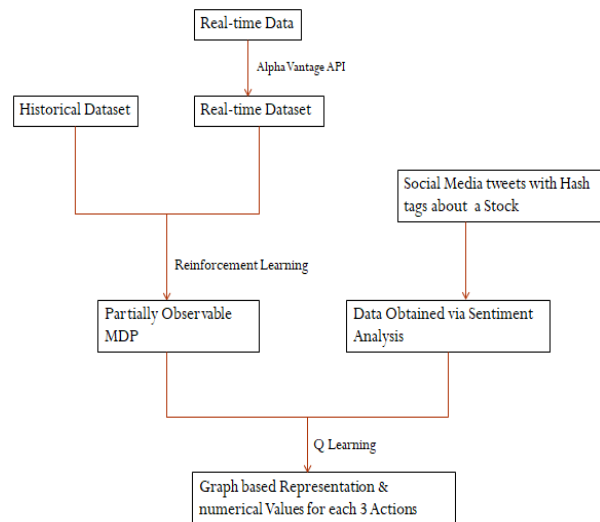 Real-time Data
Alpha Vantage API
Historical Dataset
Real-time Dataset
Social Media tweets with Hash
tags about a Stock
Reinforcement Learning
Partially Observable
MDP
Data Obtained via Sentiment
Analysis
Q Learning
Graph based Representation &
numerical Values for each 3 Actions